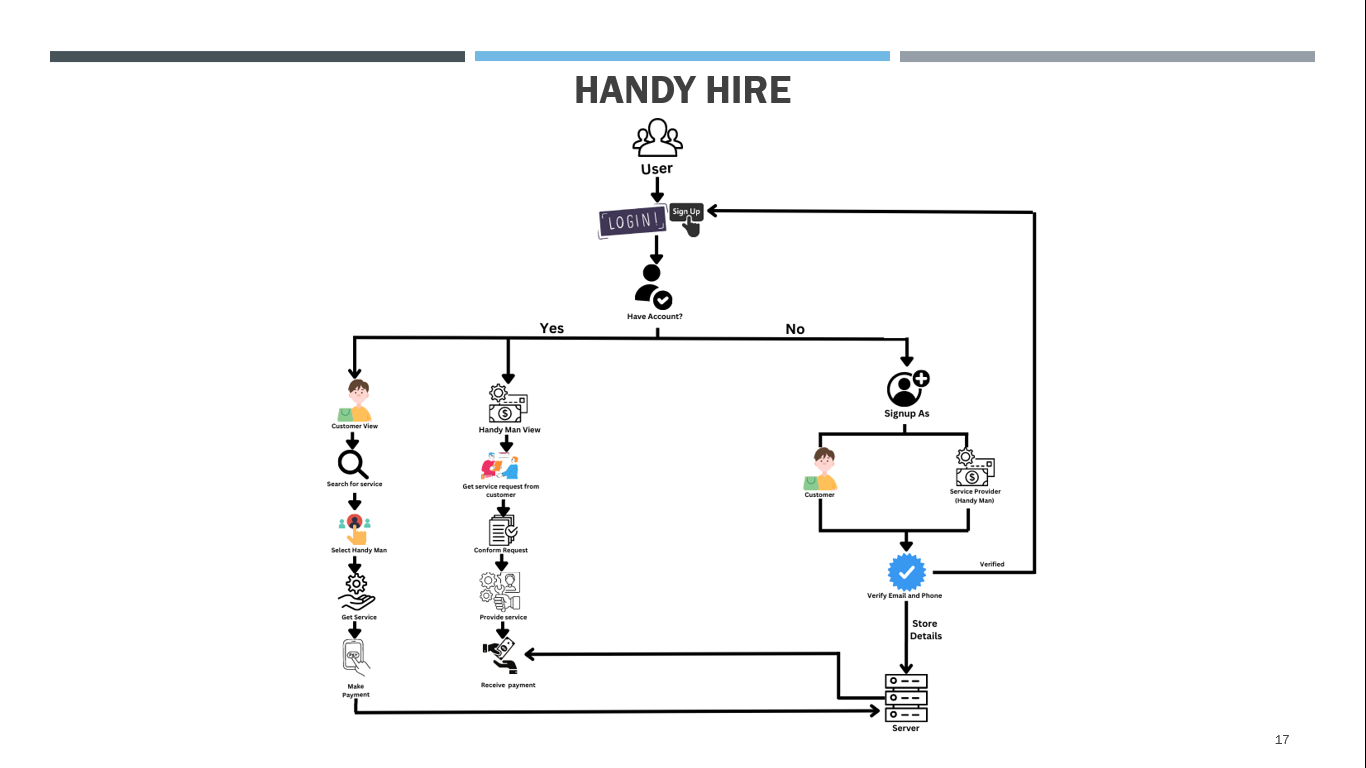 HANDY HIRE
User
LOGIN!
Sign Up
Have Account?
Yes
No
Customer View
Search for service
Select Handy Man
Get Service
Make
Payment
Handy Man View
Get service request from
customer
Conform Request
Provide service
Receive payment
Signup As
Customer
Service Provider
(Handy Man)
Verified
Verify Email and Phone
Store
Details
Server
17